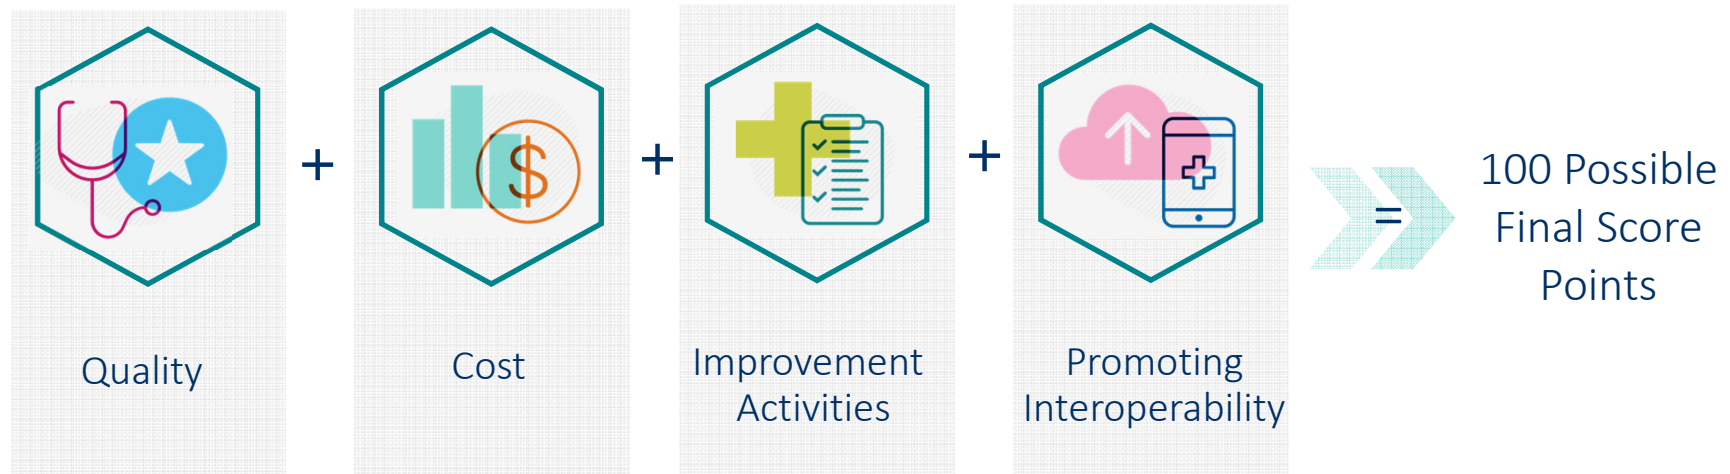 Quality
+
Cost
+
Improvement
Activities
+
Promoting
Interoperability
=
100 Possible
Final Score
Points